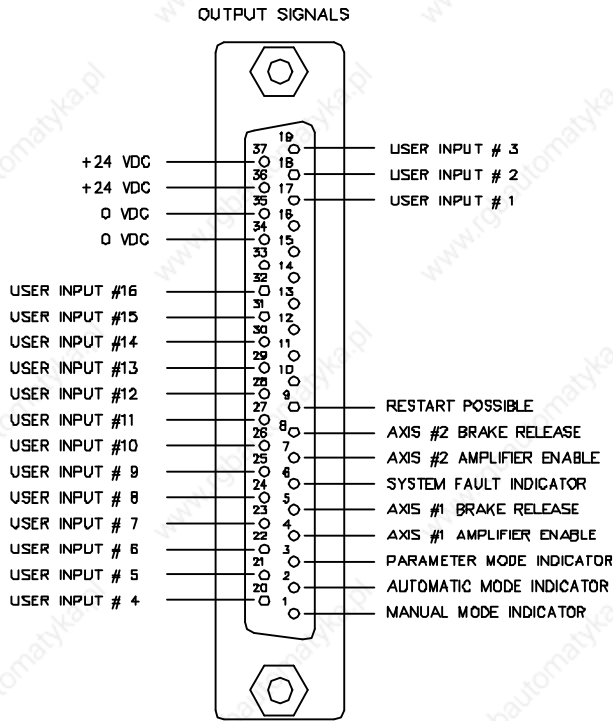 OUTPUT SIGNALS
19
37 USER INPUT # 3
+24 VDC 18
36 USER INPUT # 2
+24 VDC 17
35 USER INPUT # 1
0 VDC 16
34
0 VDC 15
33
14
32
USER INPUT #16 13
31
USER INPUT #15 12
30
USER INPUT #14 11
29
USER INPUT #13 10
28
USER INPUT #12 9
27 RESTART POSSIBLE
USER INPUT #11 8
26 AXIS #2 BRAKE RELEASE
USER INPUT #10 7
25 AXIS #2 AMPLIFIER ENABLE
USER INPUT # 9 6
24 SYSTEM FAULT INDICATOR
USER INPUT # 8 5
23 AXIS #1 BRAKE RELEASE
USER INPUT # 7 4
22 AXIS #1 AMPLIFIER ENABLE
USER INPUT # 6 3
21 PARAMETER MODE INDICATOR
USER INPUT # 5 2
20 AUTOMATIC MODE INDICATOR
USER INPUT # 4 1
MANUAL MODE INDICATOR
www.rgbautomatyka.pl